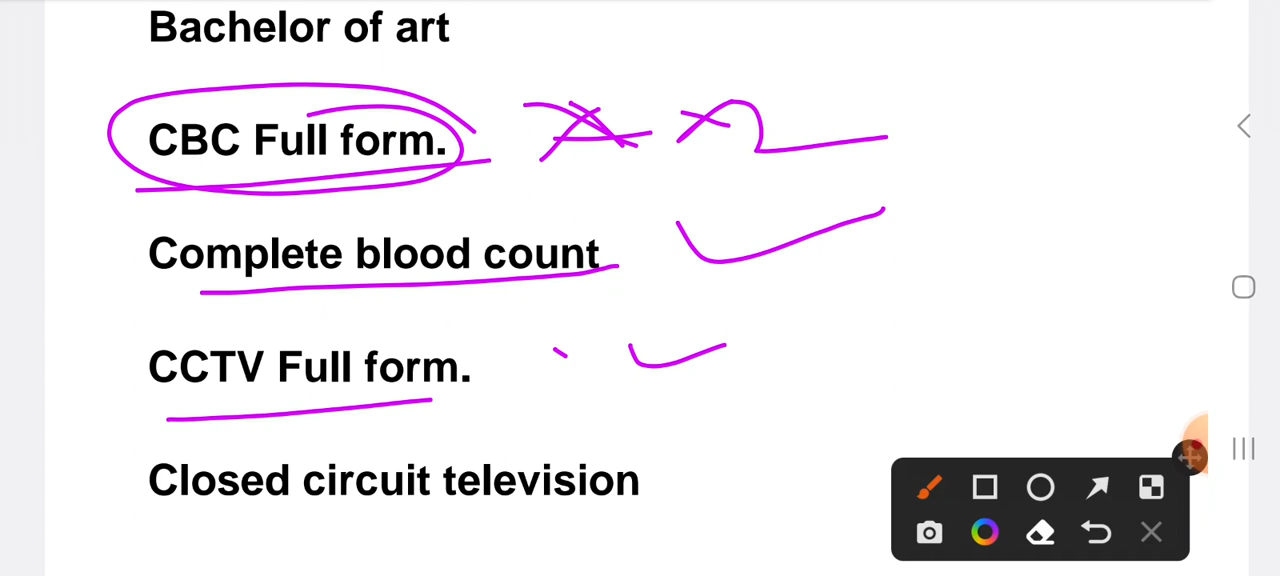 Bachelor of art
CBC Full form.
Complete blood count
CCTV Full form.
Closed circuit television